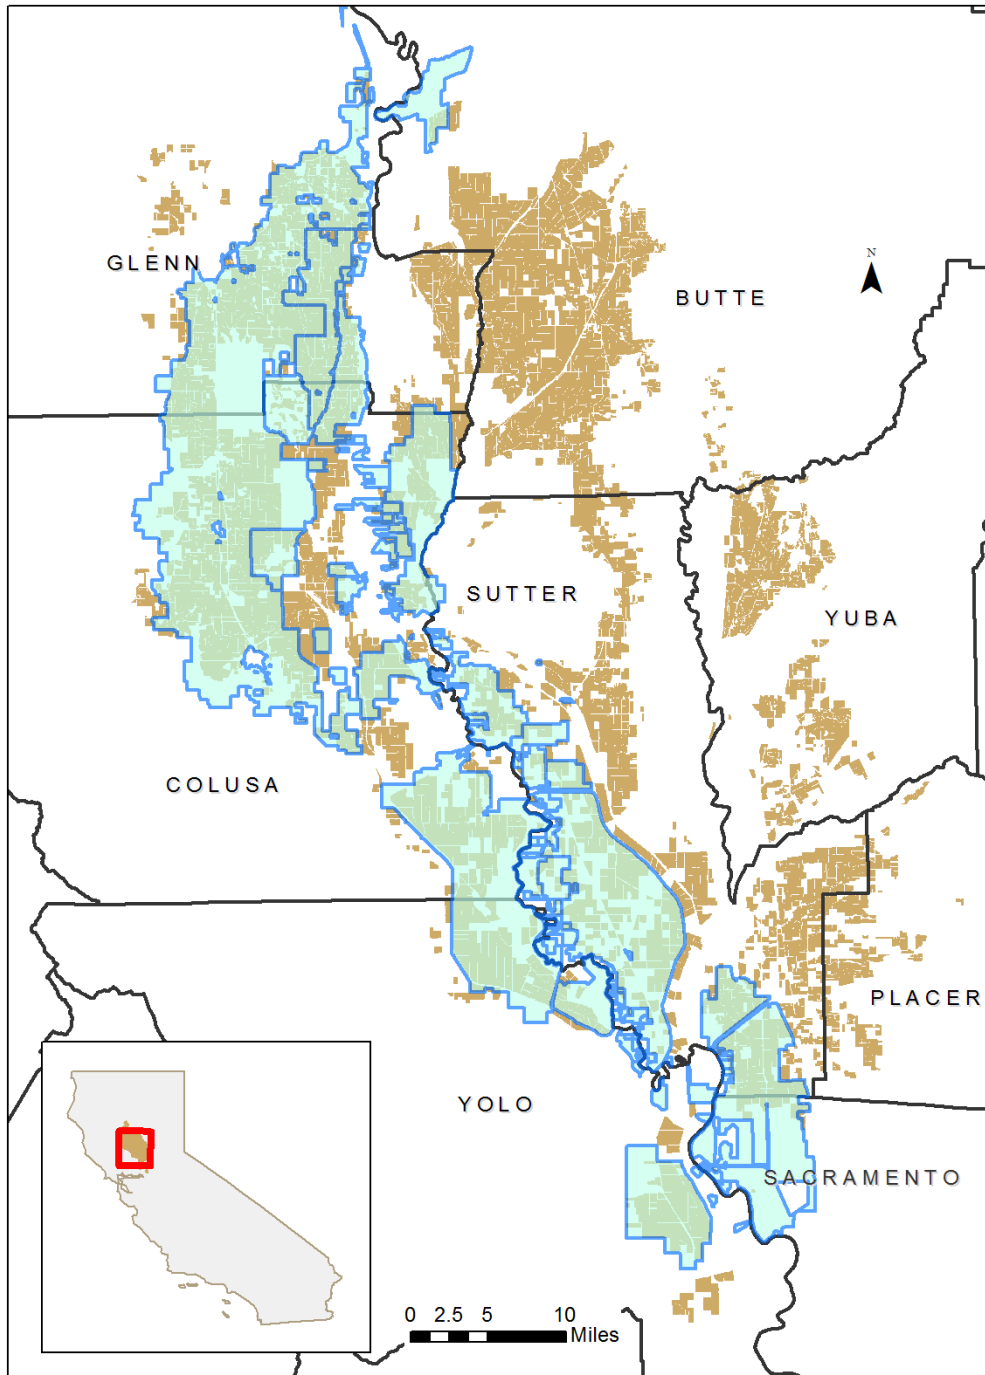 N
GLENN
BUTTE
SUTTER
YUBA
COLUSA
PLACER
YOLO
SACRAMENTO
0 2.5 5 10
Miles